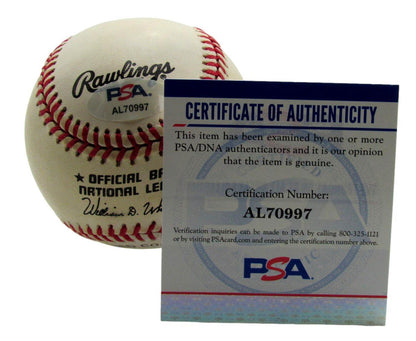 Rawlings
PSA
AL70997
OFFICIAL
NATIONAL
William D.
CERTIFICATE OF AUTHENTICITY
This item has been examined by one or more
PSA/DNA authenticators and it is our opinion
that the item is genuine.
Certification Number:
AL70997
Verification inquiries can be made to PSA by calling 800-325-1121
or by visiting PSAcard.com and entering the certification number above.
PSA